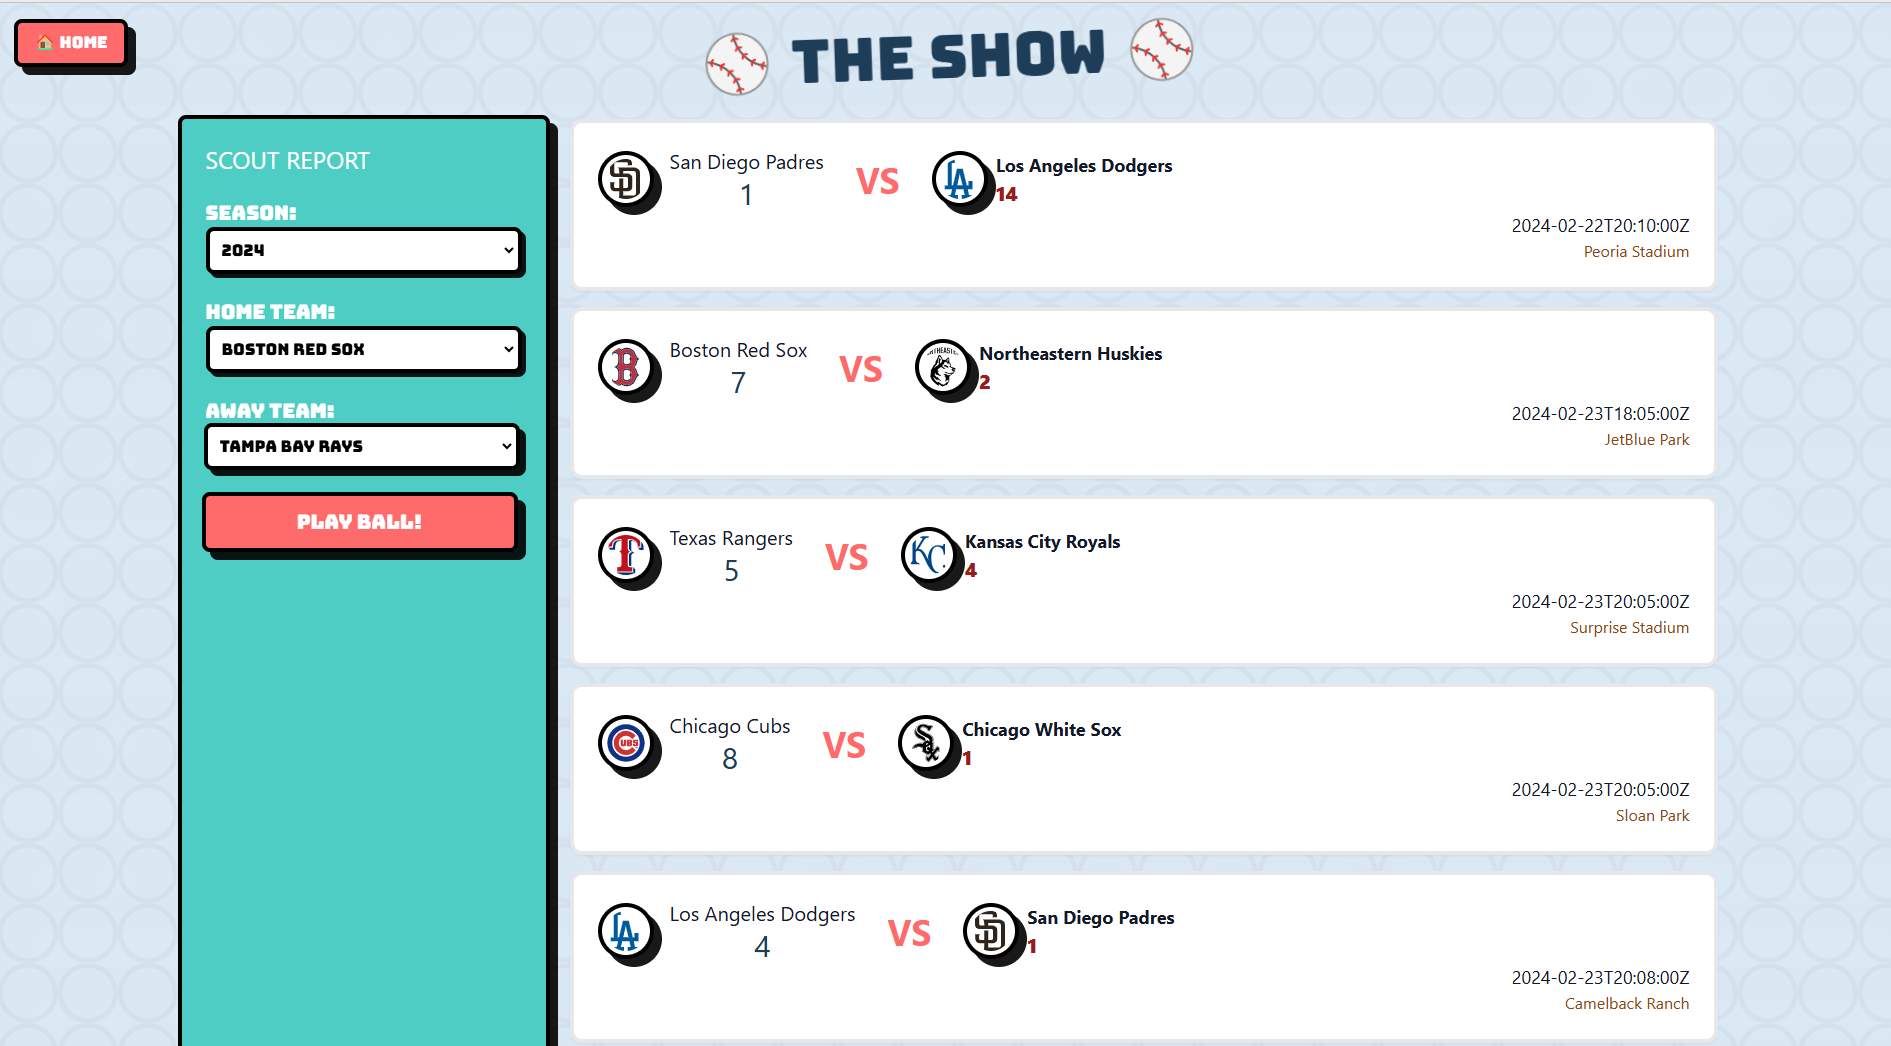 🏠 HOME
THE SHOW
SCOUT REPORT
SEASON:
2024
HOME TEAM:
BOSTON RED SOX
AWAY TEAM:
TAMPA BAY RAYS
PLAY BALL!
San Diego Padres
1
VS
Los Angeles Dodgers
14
2024-02-22T20:10:00Z
Peoria Stadium
Boston Red Sox
7
VS
Northeastern Huskies
2
2024-02-23T18:05:00Z
JetBlue Park
Texas Rangers
5
VS
Kansas City Royals
4
2024-02-23T20:05:00Z
Surprise Stadium
Chicago Cubs
8
VS
Chicago White Sox
1
2024-02-23T20:05:00Z
Sloan Park
Los Angeles Dodgers
4
VS
San Diego Padres
1
2024-02-23T20:08:00Z
Camelback Ranch